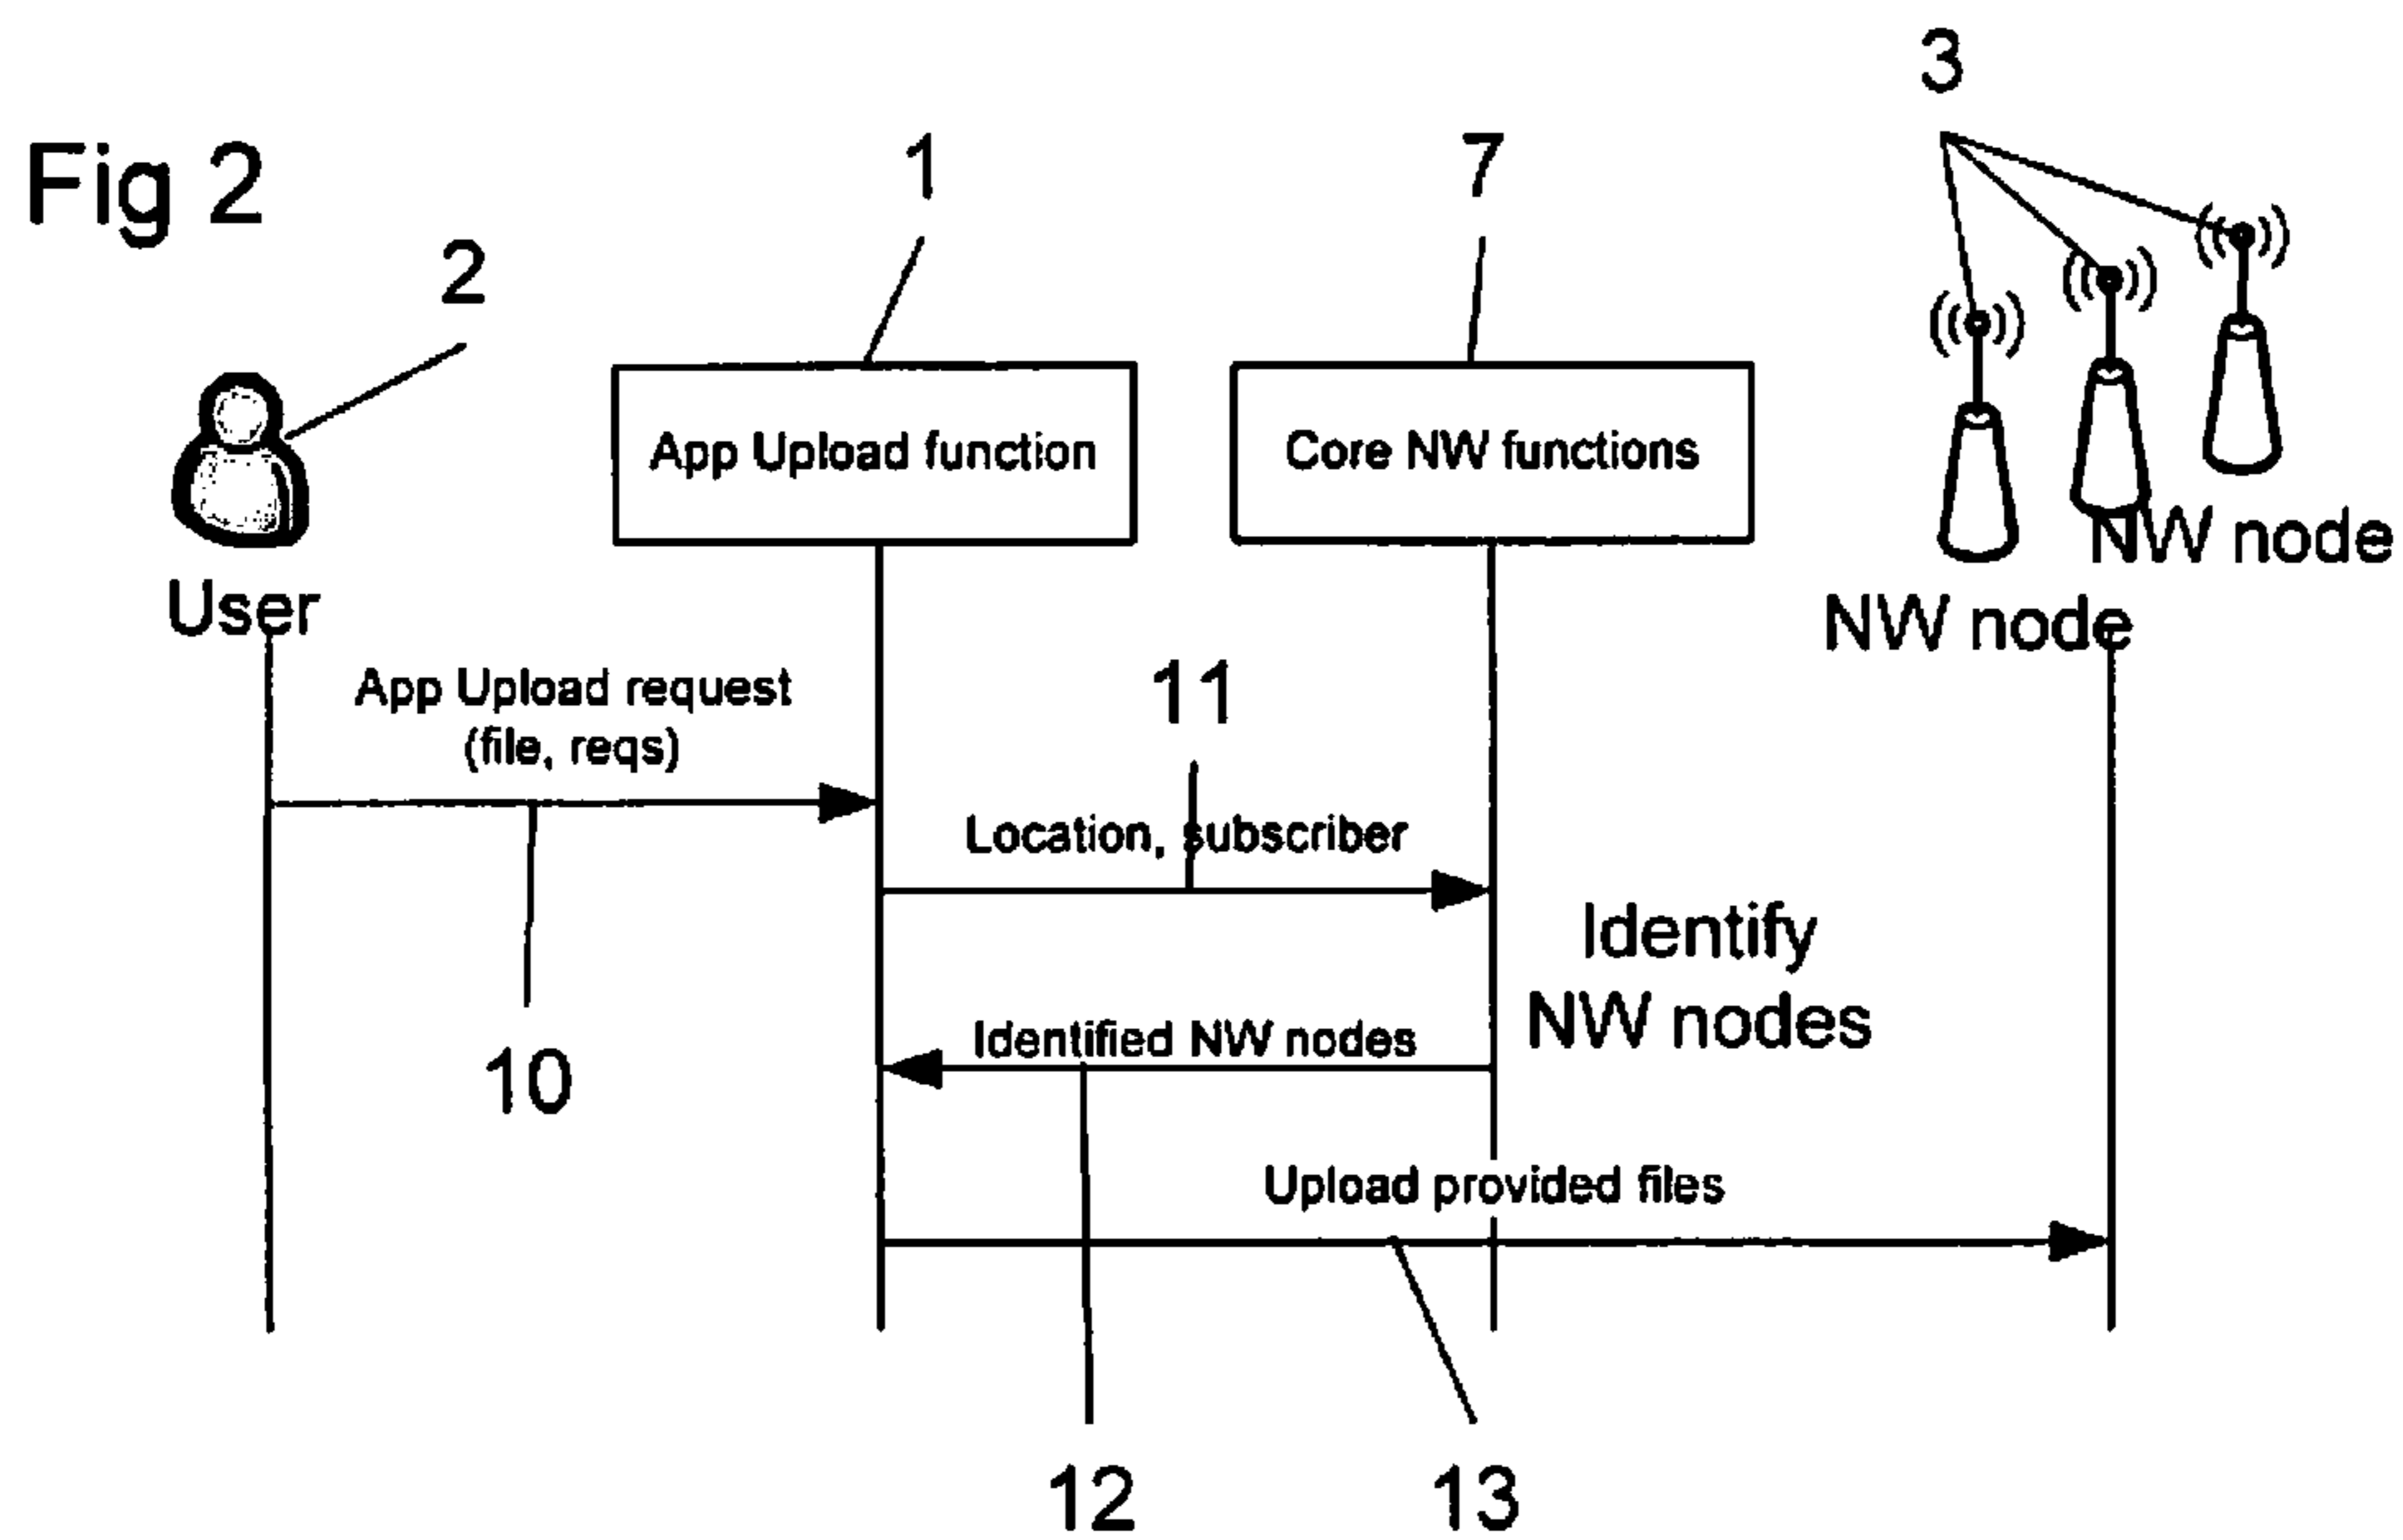 3
Fig 2
1
7
2
App Upload function
Core NW functions
NW node
User
NW node
App Upload request
(file, reqs)
11
Location, subscriber
Identify
NW nodes
Identified NW nodes
10
Upload provided files
12
13